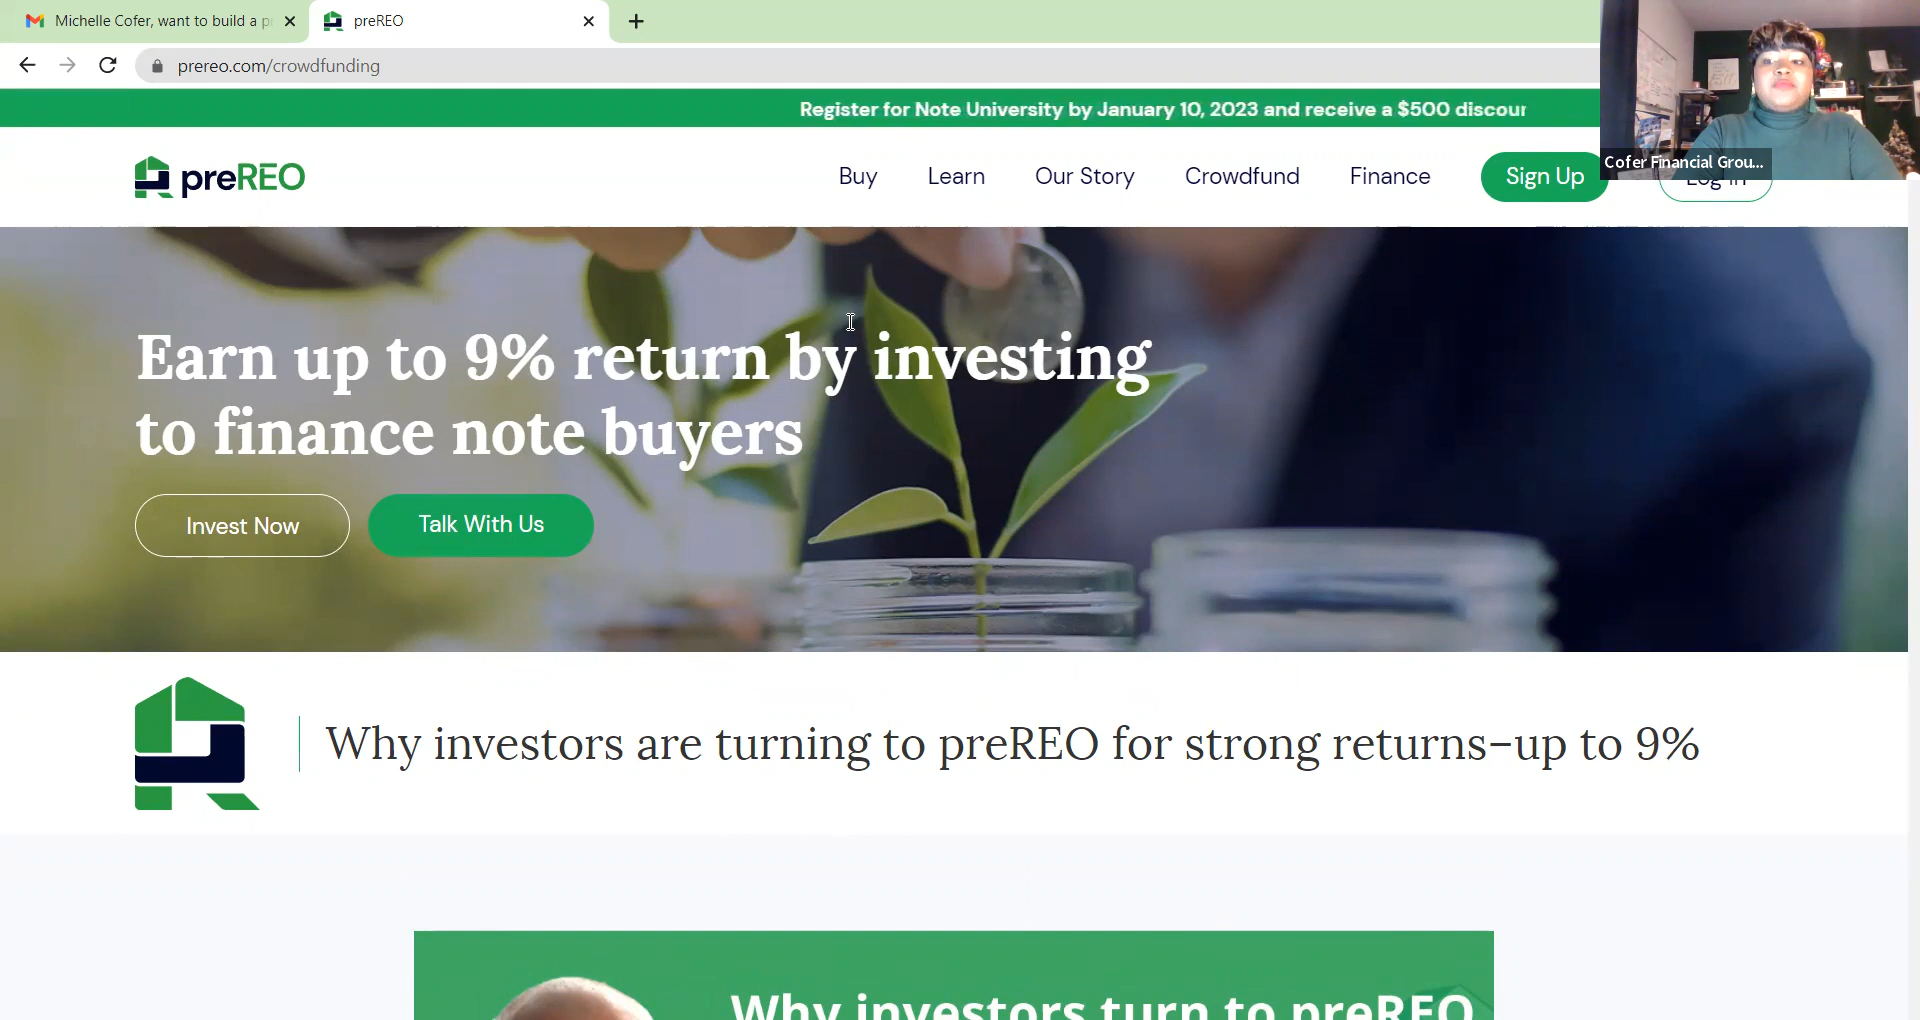 Michelle Cofer, want to build a p
preREO
prereo.com/crowdfunding
Register for Note University by January 10, 2023 and receive a $500 discour
Cofer Financial Grou...
preREO
Buy
Learn
Our Story
Crowdfund
Finance
Sign Up
Log In
Earn up to 9% return by investing
to finance note buyers
Invest Now
Talk With Us
Why investors are turning to preREO for strong returns–up to 9%
Why investors turn to preREO